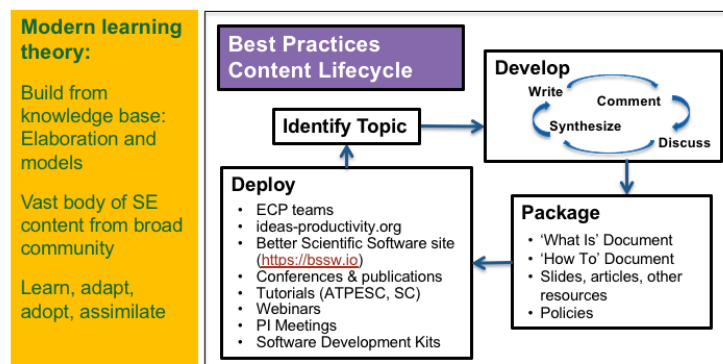 Modern learning
theory:
Build from
knowledge base:
Elaboration and
models
Vast body of SE
content from broad
community
Learn, adapt,
adopt, assimilate
Best Practices
Content Lifecycle
Identify Topic
Develop
Write
Comment
Synthesize
Discuss
Package
• ‘What Is’ Document
• ‘How To’ Document
• Slides, articles, other
resources
• Policies
Deploy
• ECP teams
• ideas-productivity.org
• Better Scientific Software site
(https://bssw.io)
• Conferences & publications
• Tutorials (ATPESC, SC)
• Webinars
• PI Meetings
• Software Development Kits